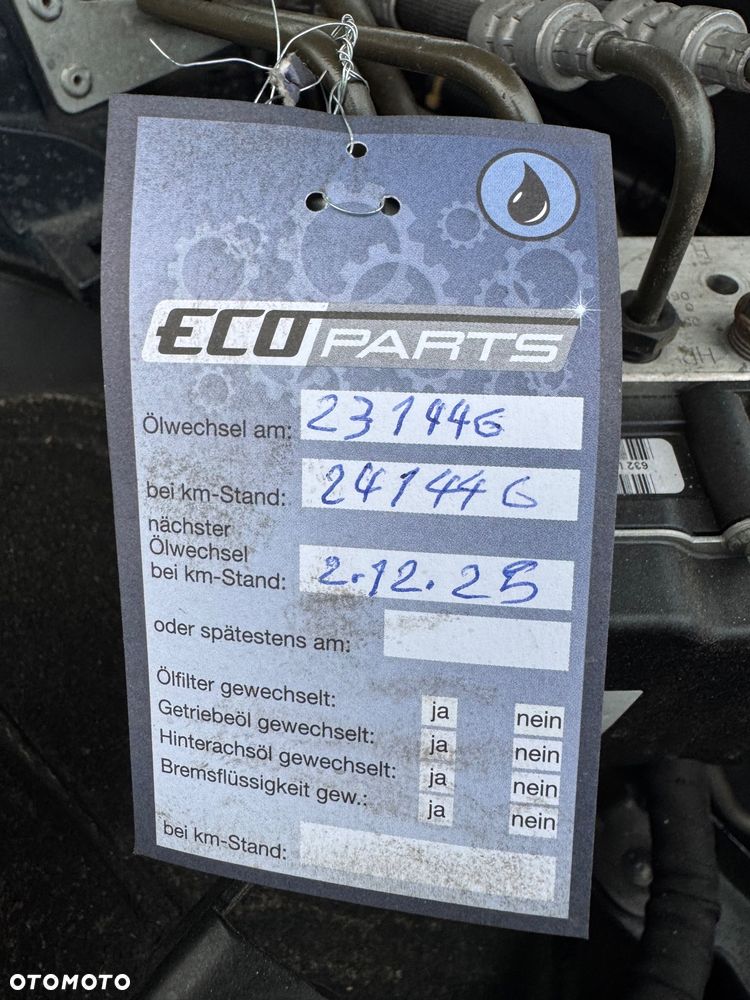 ECO PARTS
Ölwechsel am: 231446
bei km-Stand: 241446
nächster
Ölwechsel
bei km-Stand: 2.12.25
oder spätestens am:
Ölfilter gewechselt: ja nein
Getriebeöl gewechselt: ja nein
Hinterachsöl gewechselt: ja nein
Bremsflüssigkeit gew.: ja nein
bei km-Stand:
OTOMOTO